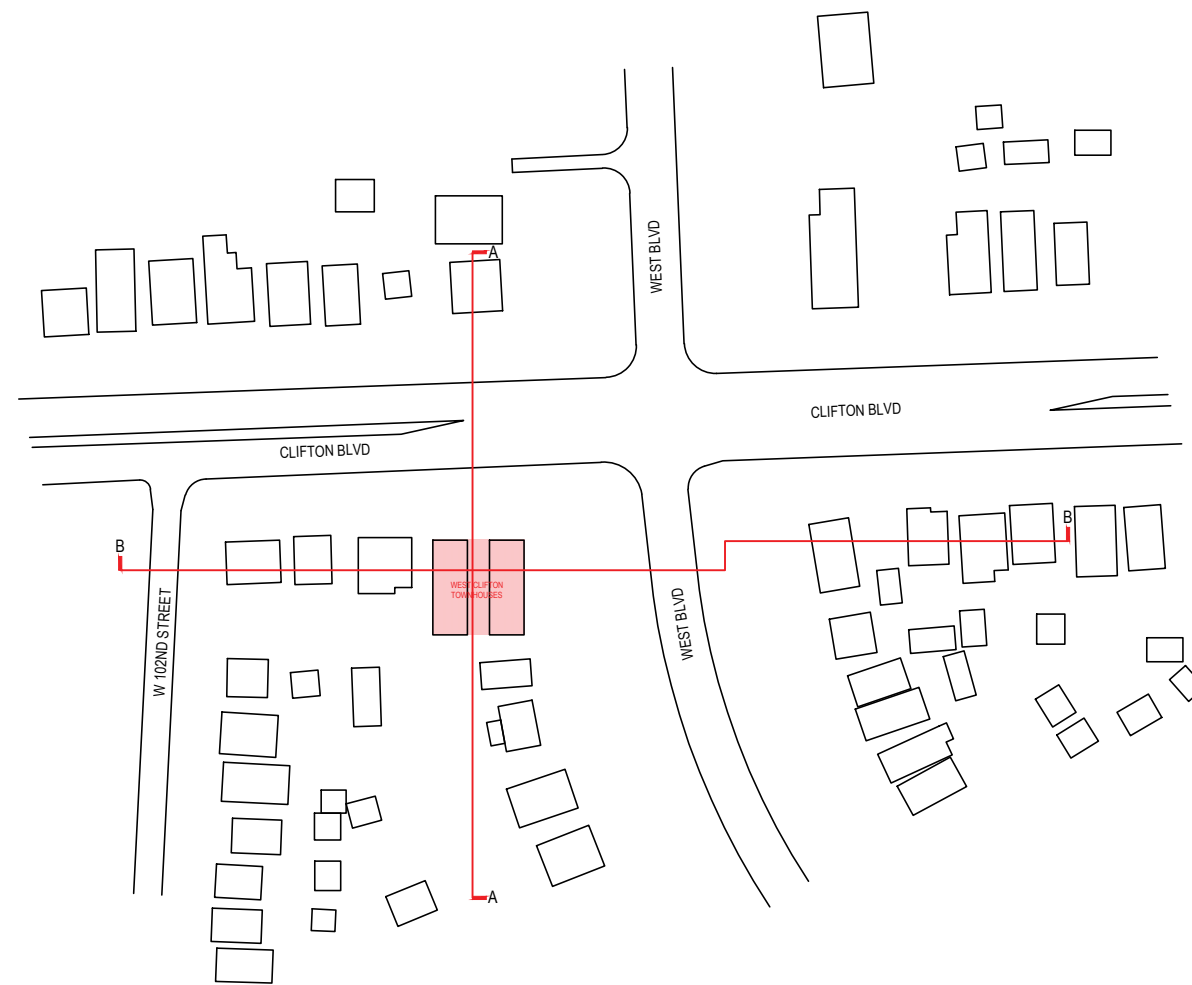 WEST BLVD
A
CLIFTON BLVD
CLIFTON BLVD
B
B
WEST CLIFTON
TOWNHOUSES
W 102ND STREET
WEST BLVD
A